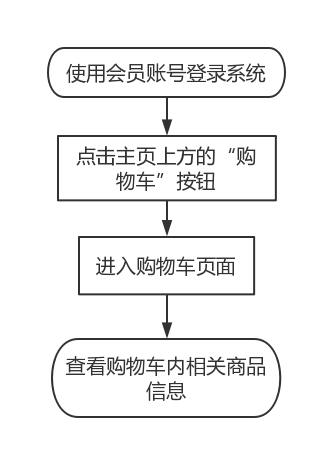 使用会员账号登录系统
点击主页上方的“购
物车”按钮
进入购物车页面
查看购物车内相关商品
信息